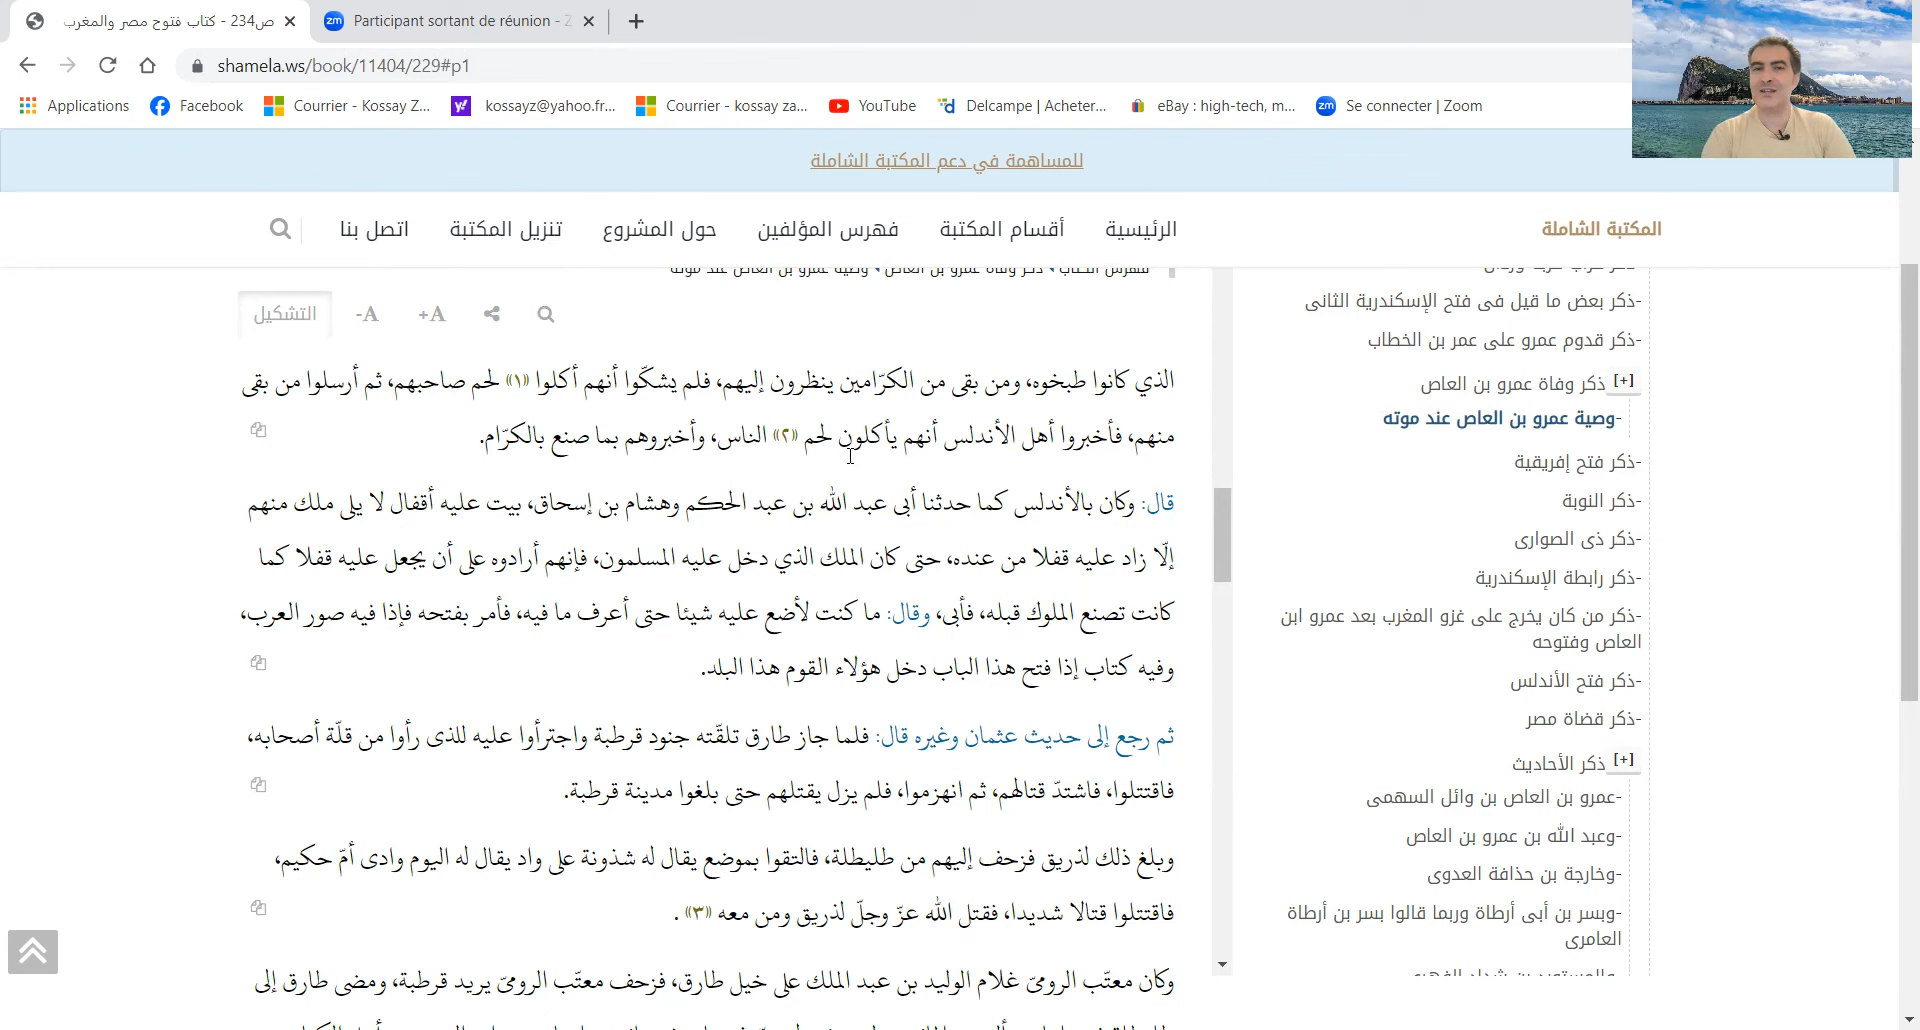 ص234 - كتاب فتوح مصر والمغرب
Participant sortant de réunion -
shamela.ws/book/11404/229#p1
Applications
Facebook
Courrier - Kossay Z...
kossayz@yahoo.fr...
Courrier - kossay za...
YouTube
Delcampe | Acheter...
eBay : high-tech, m...
Se connecter | Zoom
للمساهمة في دعم المكتبة الشاملة
المكتبة الشاملة
الرئيسية
أقسام المكتبة
فهرس المؤلفين
حول المشروع
تنزيل المكتبة
اتصل بنا
التشكيل
-A
+A
الذي كانوا طبخوه، ومن بقى من الكرّامين ينظرون إليهم، فلم يشكّوا أنهم أكلوا «١» لحم صاحبهم، ثم أرسلوا من بقى
منهم، فأخبروا أهل الأندلس أنهم يأكلون لحم «٢» الناس، وأخبروهم بما صنع بالكرّام.
قال: وكان بالأندلس كما حدثنا أبى عبد الله بن عبد الحكم وهشام بن إسحاق، بيت عليه أقفال لا يلى ملك منهم
إلّا زاد عليه قفلا من عنده، حتى كان الملك الذي دخل عليه المسلمون، فإنهم أرادوه على أن يجعل عليه قفلا كما
كانت تصنع الملوك قبله، فأبى، وقال: ما كنت لأضع عليه شيئا حتى أعرف ما فيه، فأمر بفتحه فإذا فيه صور العرب،
وفيه كتاب إذا فتح هذا الباب دخل هؤلاء القوم هذا البلد.
ثم رجع إلى حديث عثمان وغيره قال: فلما جاز طارق تلقّته جنود قرطبة واجترأوا عليه للذى رأوا من قلّة أصحابه،
فاقتتلوا، فاشتدّ قتالهم، ثم انهزموا، فلم يزل يقتلهم حتى بلغوا مدينة قرطبة.
وبلغ ذلك لذريق فزحف إليهم من طليطلة، فالتقوا بموضع يقال له شذونة على واد يقال له اليوم وادى أمّ حكيم،
فاقتتلوا قتالا شديدا، فقتل الله عزّ وجلّ لذريق ومن معه «٣» .
وكان معتّب الرومىّ غلام الوليد بن عبد الملك على خيل طارق، فزحف معتّب الرومىّ يريد قرطبة، ومضى طارق إلى
-ذكر بعض ما قيل فى فتح الإسكندرية الثانى
-ذكر قدوم عمرو على عمر بن الخطاب
[+] ذكر وفاة عمرو بن العاص
-وصية عمرو بن العاص عند موته
-ذكر فتح إفريقية
-ذكر النوبة
-ذكر ذى الصوارى
-ذكر رابطة الإسكندرية
-ذكر من كان يخرج على غزو المغرب بعد عمرو ابن
العاص وفتوحه
-ذكر فتح الأندلس
-ذكر قضاة مصر
[+] ذكر الأحاديث
-عمرو بن العاص بن وائل السهمى
-وعبد الله بن عمرو بن العاص
-وخارجة بن حذافة العدوى
-وبسر بن أبى أرطاة وربما قالوا بسر بن أرطاة
العامرى